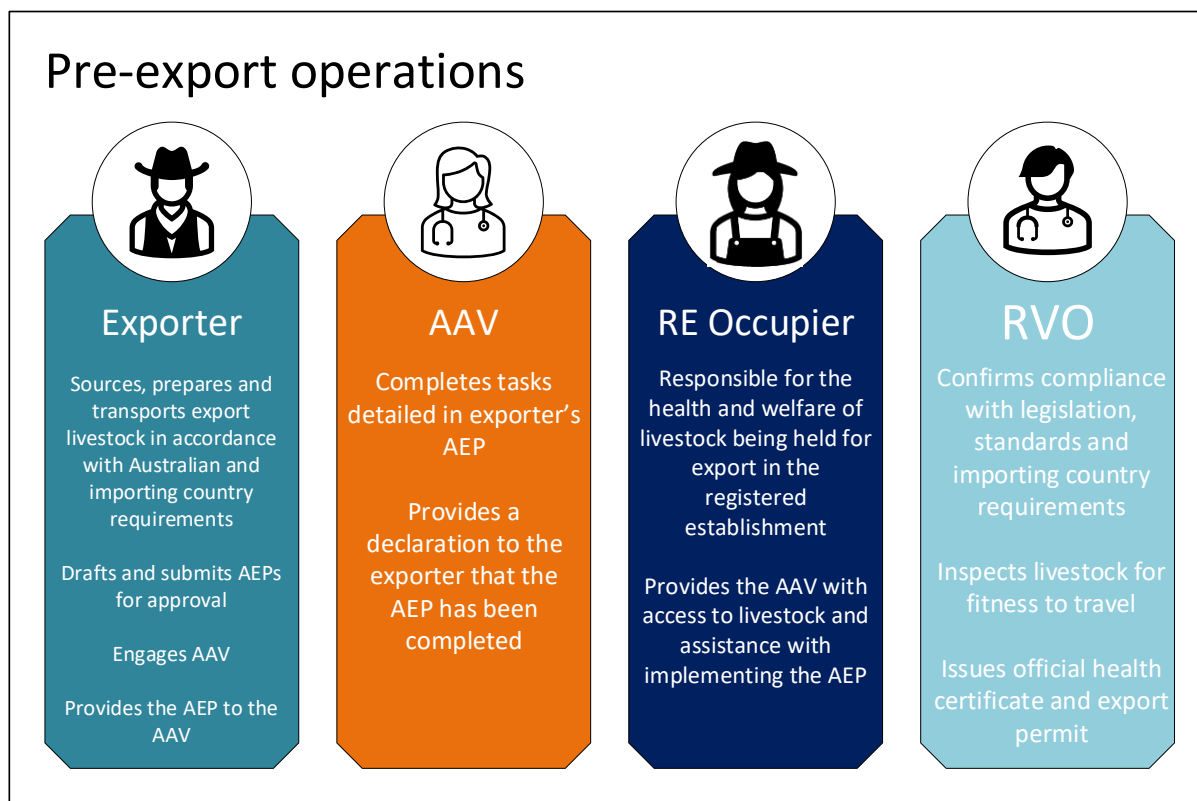 Pre-export operations
Exporter
Sources, prepares and
transports export
livestock in accordance
with Australian and
importing country
requirements
Drafts and submits AEPs
for approval
Engages AAV
Provides the AEP to the
AAV
AAV
Completes tasks
detailed in exporter’s
AEP
Provides a
declaration to the
exporter that the
AEP has been
completed
RE Occupier
Responsible for the
health and welfare of
livestock being held for
export in the
registered
establishment
Provides the AAV with
access to livestock and
assistance with
implementing the AEP
RVO
Confirms compliance
with legislation,
standards and
importing country
requirements
Inspects livestock for
fitness to travel
Issues official health
certificate and export
permit